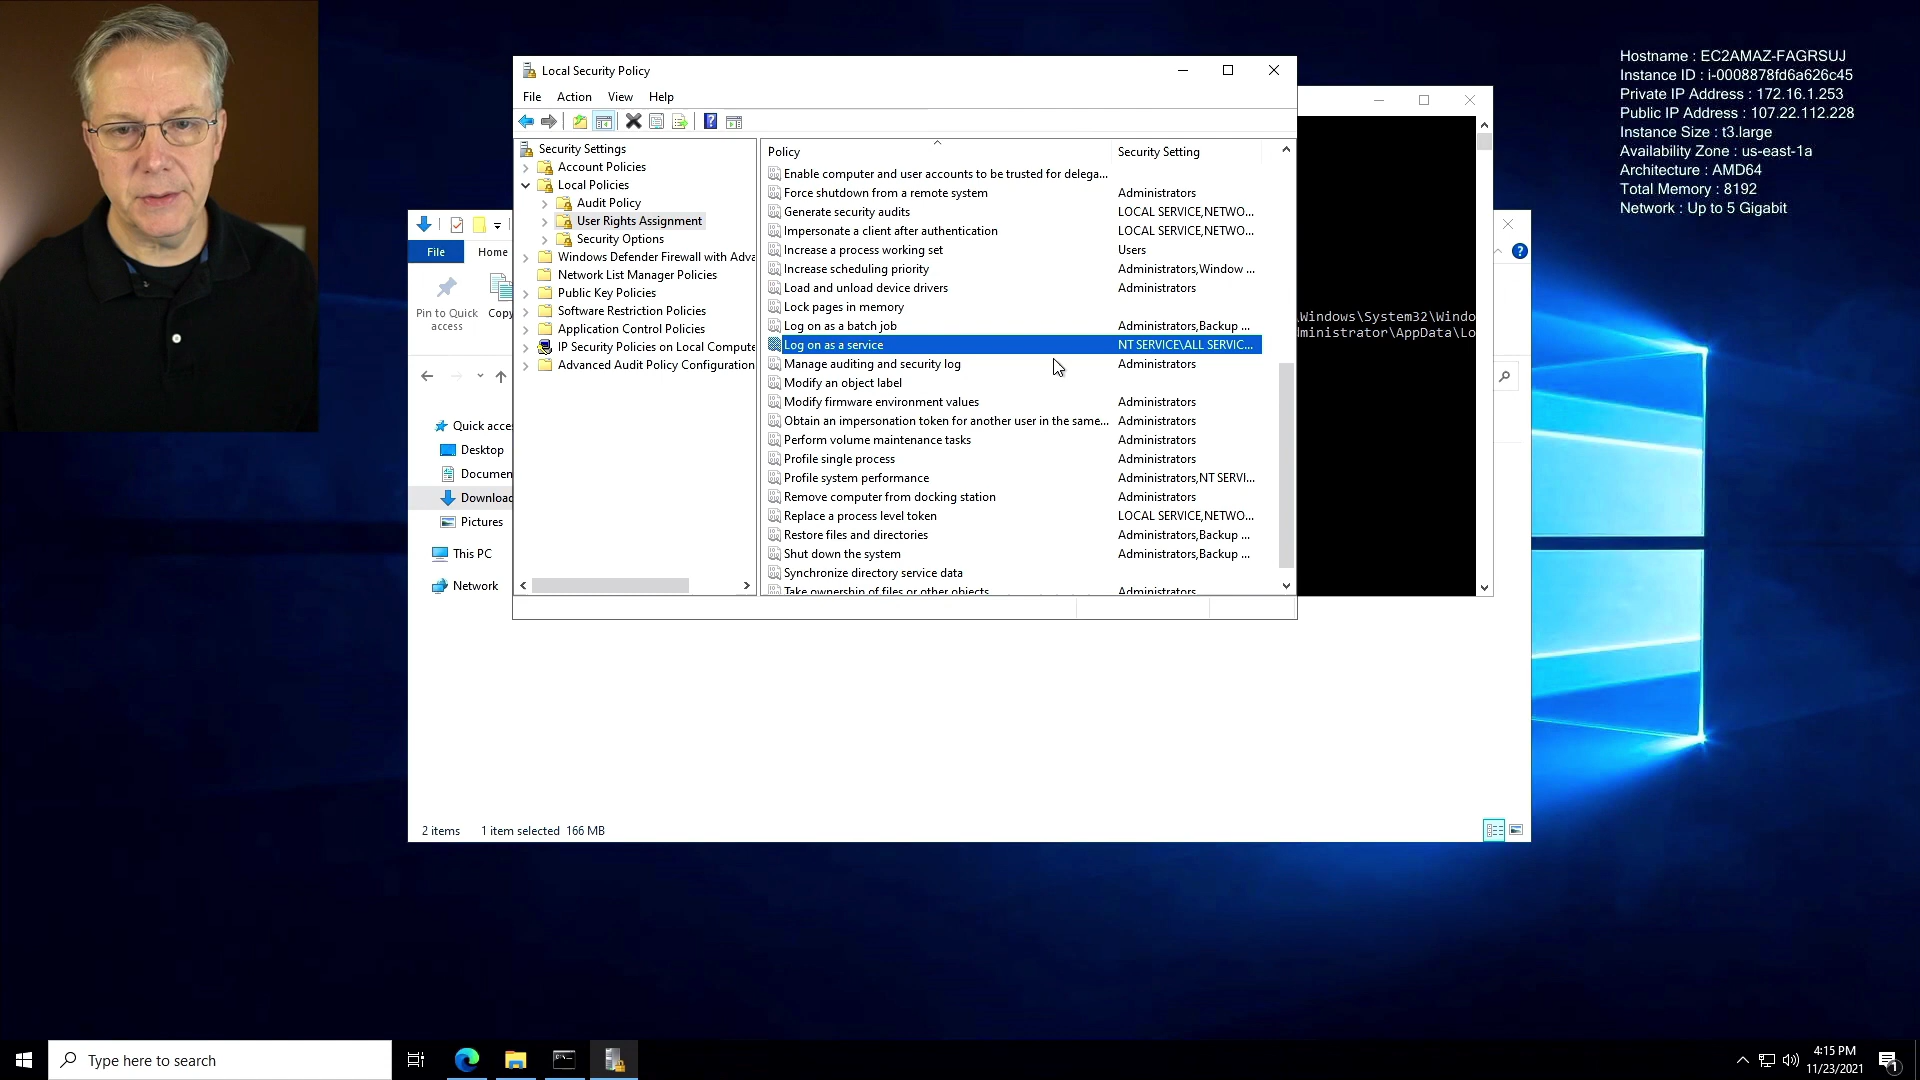 Hostname : EC2AMAZ-FAGRSUJ
Instance ID : i-0008878fd6a626c45
Private IP Address : 172.16.1.253
Public IP Address : 107.22.112.228
Instance Size : t3.large
Availability Zone : us-east-1a
Architecture : AMD64
Total Memory : 8192
Network : Up to 5 Gigabit
Local Security Policy
File Action View Help
Security Settings
Account Policies
Local Policies
Audit Policy
User Rights Assignment
Security Options
Windows Defender Firewall with Adva
Network List Manager Policies
Public Key Policies
Software Restriction Policies
Application Control Policies
IP Security Policies on Local Compute
Advanced Audit Policy Configuration
Policy Security Setting
Enable computer and user accounts to be trusted for delega...
Force shutdown from a remote system Administrators
Generate security audits LOCAL SERVICE,NETWO...
Impersonate a client after authentication LOCAL SERVICE,NETWO...
Increase a process working set Users
Increase scheduling priority Administrators,Window ...
Load and unload device drivers Administrators
Lock pages in memory
Log on as a batch job Administrators,Backup ...
Log on as a service NT SERVICE\ALL SERVIC...
Manage auditing and security log Administrators
Modify an object label
Modify firmware environment values Administrators
Obtain an impersonation token for another user in the same... Administrators
Perform volume maintenance tasks Administrators
Profile single process Administrators
Profile system performance Administrators,NT SERVI...
Remove computer from docking station Administrators
Replace a process level token LOCAL SERVICE,NETWO...
Restore files and directories Administrators,Backup ...
Shut down the system Administrators,Backup ...
Synchronize directory service data
Take ownership of files or other objects Administrators
\Windows\System32\Windo
ministrator\AppData\Lo
File Home
Pin to Quick access
Copy
Quick acce
Desktop
Documen
Download
Pictures
This PC
Network
2 items 1 item selected 166 MB
Type here to search
4:15 PM
11/23/2021
1